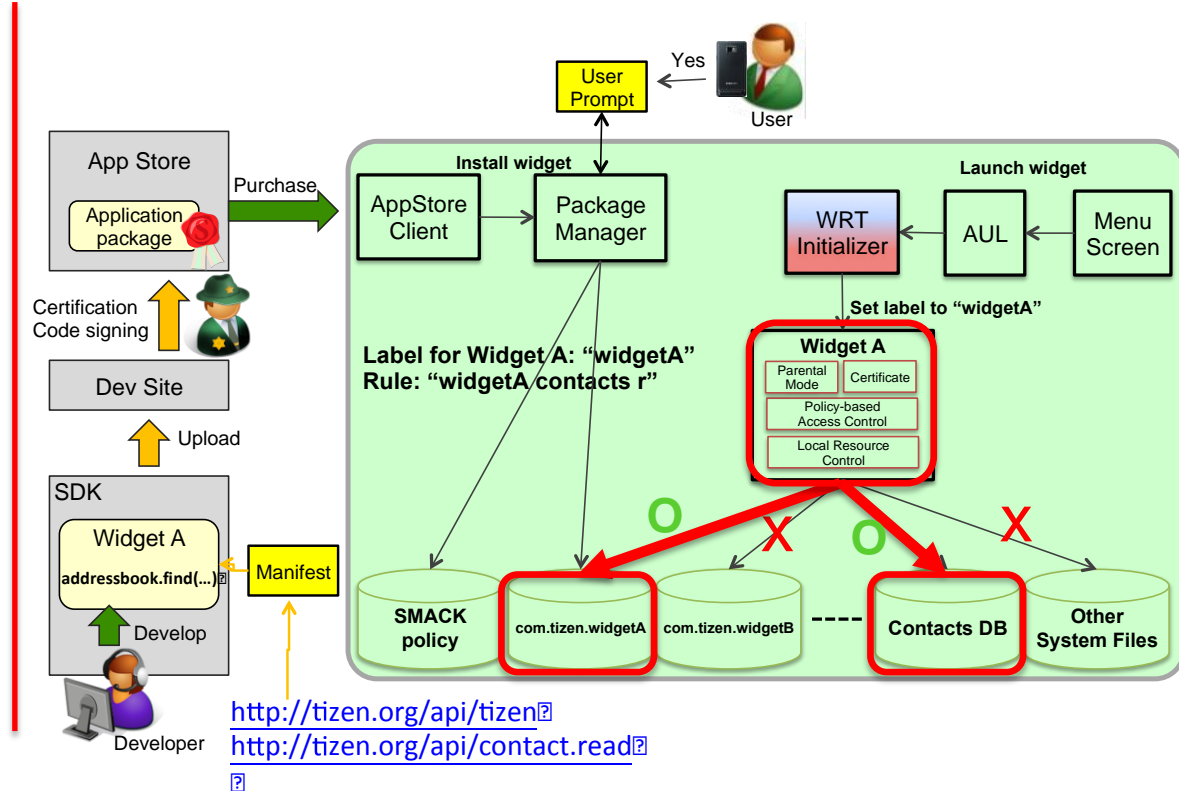 Yes
User
Prompt
User
App Store
Application
package
Purchase
Install widget
AppStore
Client
Package
Manager
Launch widget
WRT
Initializer
AUL
Menu
Screen
Certification
Code signing
Set label to “widgetA”
Label for Widget A: “widgetA”
Rule: “widgetA contacts r”
Widget A
Parental
Mode
Certificate
Policy-based
Access Control
Local Resource
Control
Dev Site
Upload
SDK
Widget A
addressbook.find(...)
Manifest
Develop
Developer
O
X
O
X
SMACK
policy
com.tizen.widgetA
com.tizen.widgetB
Contacts DB
Other
System Files
http://tizen.org/api/tizen
http://tizen.org/api/contact.read